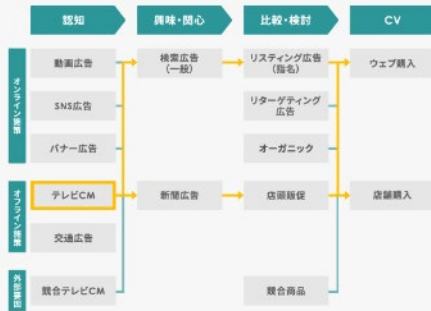 認知
興味・関心
比較・検討
CV
オンライン施策
動画広告
検索広告
(一般)
リスティング広告
(指名)
ウェブ購入
SNS広告
リターゲティング
広告
バナー広告
オーガニック
オフライン施策
テレビCM
新聞広告
店頭販促
店舗購入
交通広告
外部要因
競合テレビCM
競合商品